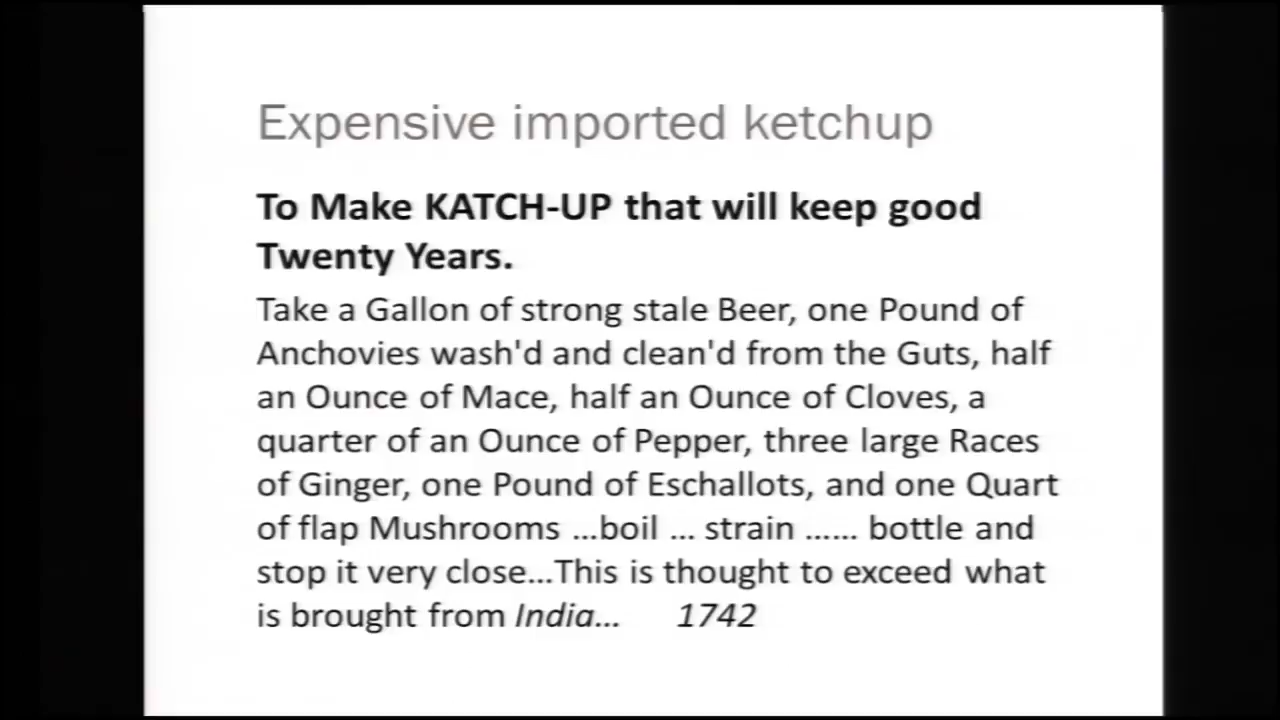 Expensive imported ketchup
To Make KATCH-UP that will keep good
Twenty Years.
Take a Gallon of strong stale Beer, one Pound of
Anchovies wash'd and clean'd from the Guts, half
an Ounce of Mace, half an Ounce of Cloves, a
quarter of an Ounce of Pepper, three large Races
of Ginger, one Pound of Eschallots, and one Quart
of flap Mushrooms ...boil ... strain ...... bottle and
stop it very close...This is thought to exceed what
is brought from India... 1742